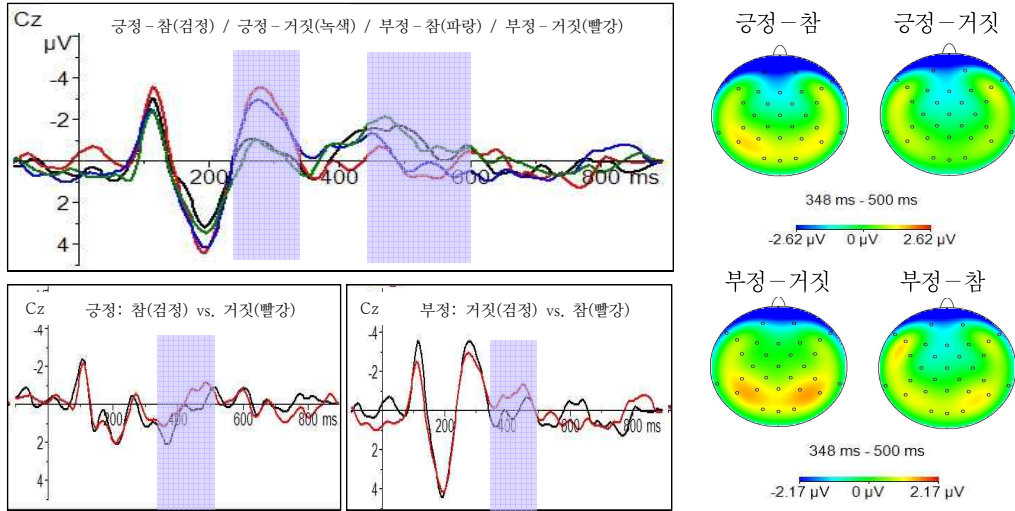 Cz
긍정-참(검정) / 긍정-거짓(녹색) / 부정-참(파랑) / 부정-거짓(빨강)
µV
-4
-2
200
400
600
800 ms
2
4
Cz
긍정: 참(검정) vs. 거짓(빨강)
-4
-2
200
400
600
800 ms
2
4
Cz
부정: 거짓(검정) vs. 참(빨강)
-4
-2
200
400
600
800 ms
2
4
긍정-참
긍정-거짓
348 ms - 500 ms
-2.62 µV 0 µV 2.62 µV
부정-거짓
부정-참
348 ms - 500 ms
-2.17 µV 0 µV 2.17 µV